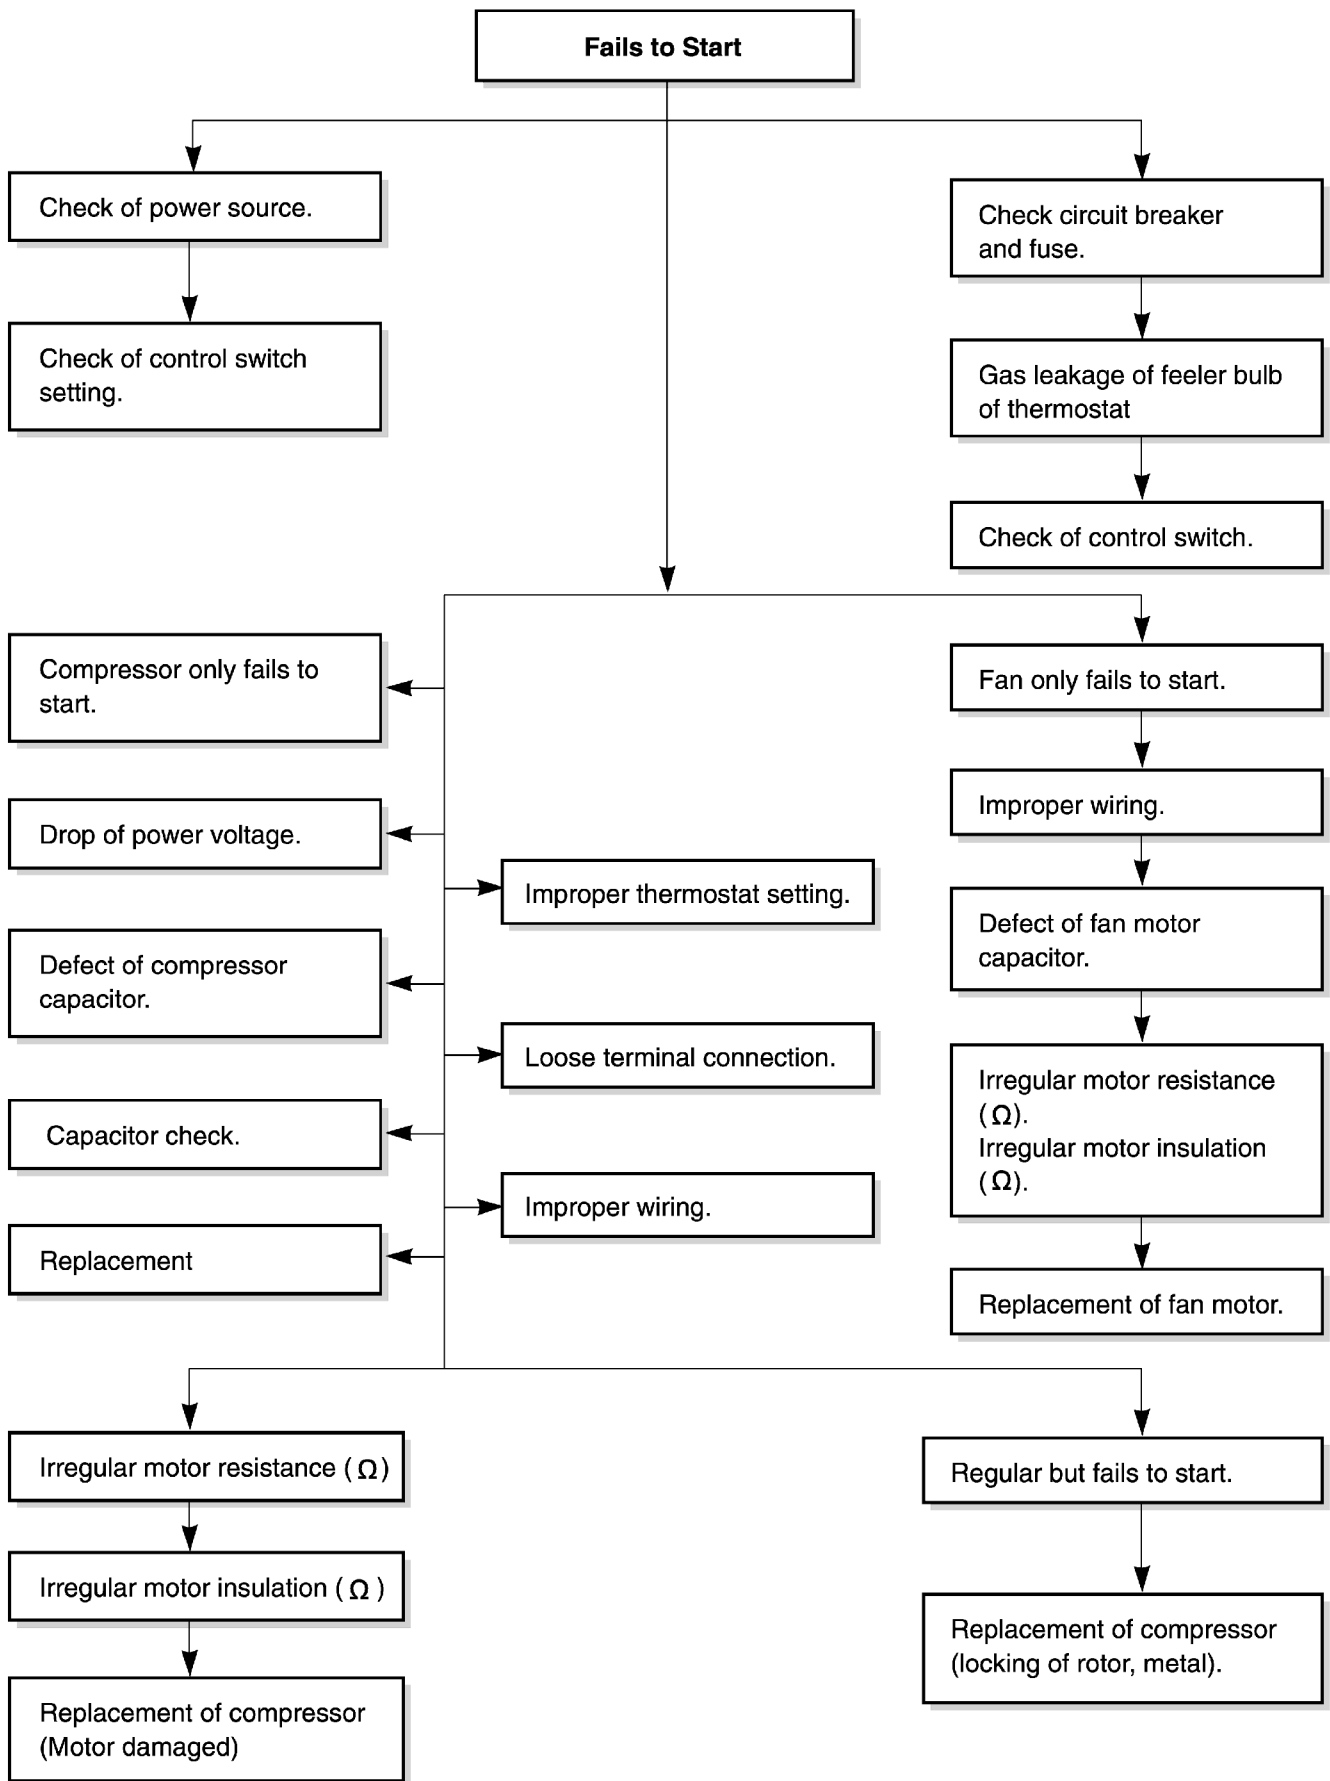 Fails to Start
Check of power source.
Check circuit breaker
and fuse.
Check of control switch
setting.
Gas leakage of feeler bulb
of thermostat
Check of control switch.
Compressor only fails to
start.
Fan only fails to start.
Drop of power voltage.
Improper wiring.
Improper thermostat setting.
Defect of fan motor
capacitor.
Defect of compressor
capacitor.
Loose terminal connection.
Irregular motor resistance
(Ω).
Irregular motor insulation
(Ω).
Capacitor check.
Improper wiring.
Replacement
Replacement of fan motor.
Irregular motor resistance (Ω)
Regular but fails to start.
Irregular motor insulation (Ω )
Replacement of compressor
(locking of rotor, metal).
Replacement of compressor
(Motor damaged)